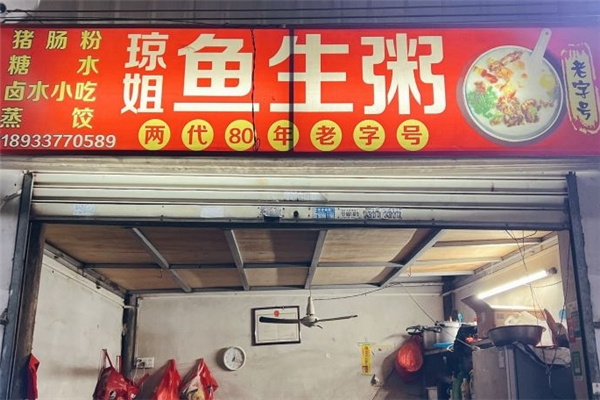 猪肠粉
糖水
卤水小吃
蒸饺
18933770589
琼姐
鱼生粥
两代80年老字号
老字号